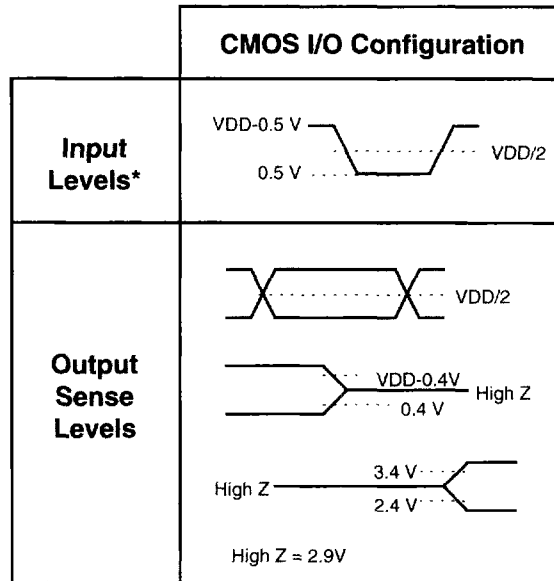 CMOS I/O Configuration
Input
Levels*
VDD-0.5 V
VDD/2
0.5 V
Output
Sense
Levels
VDD/2
VDD-0.4V
High Z
0.4 V
3.4 V
High Z
2.4 V
High Z = 2.9V